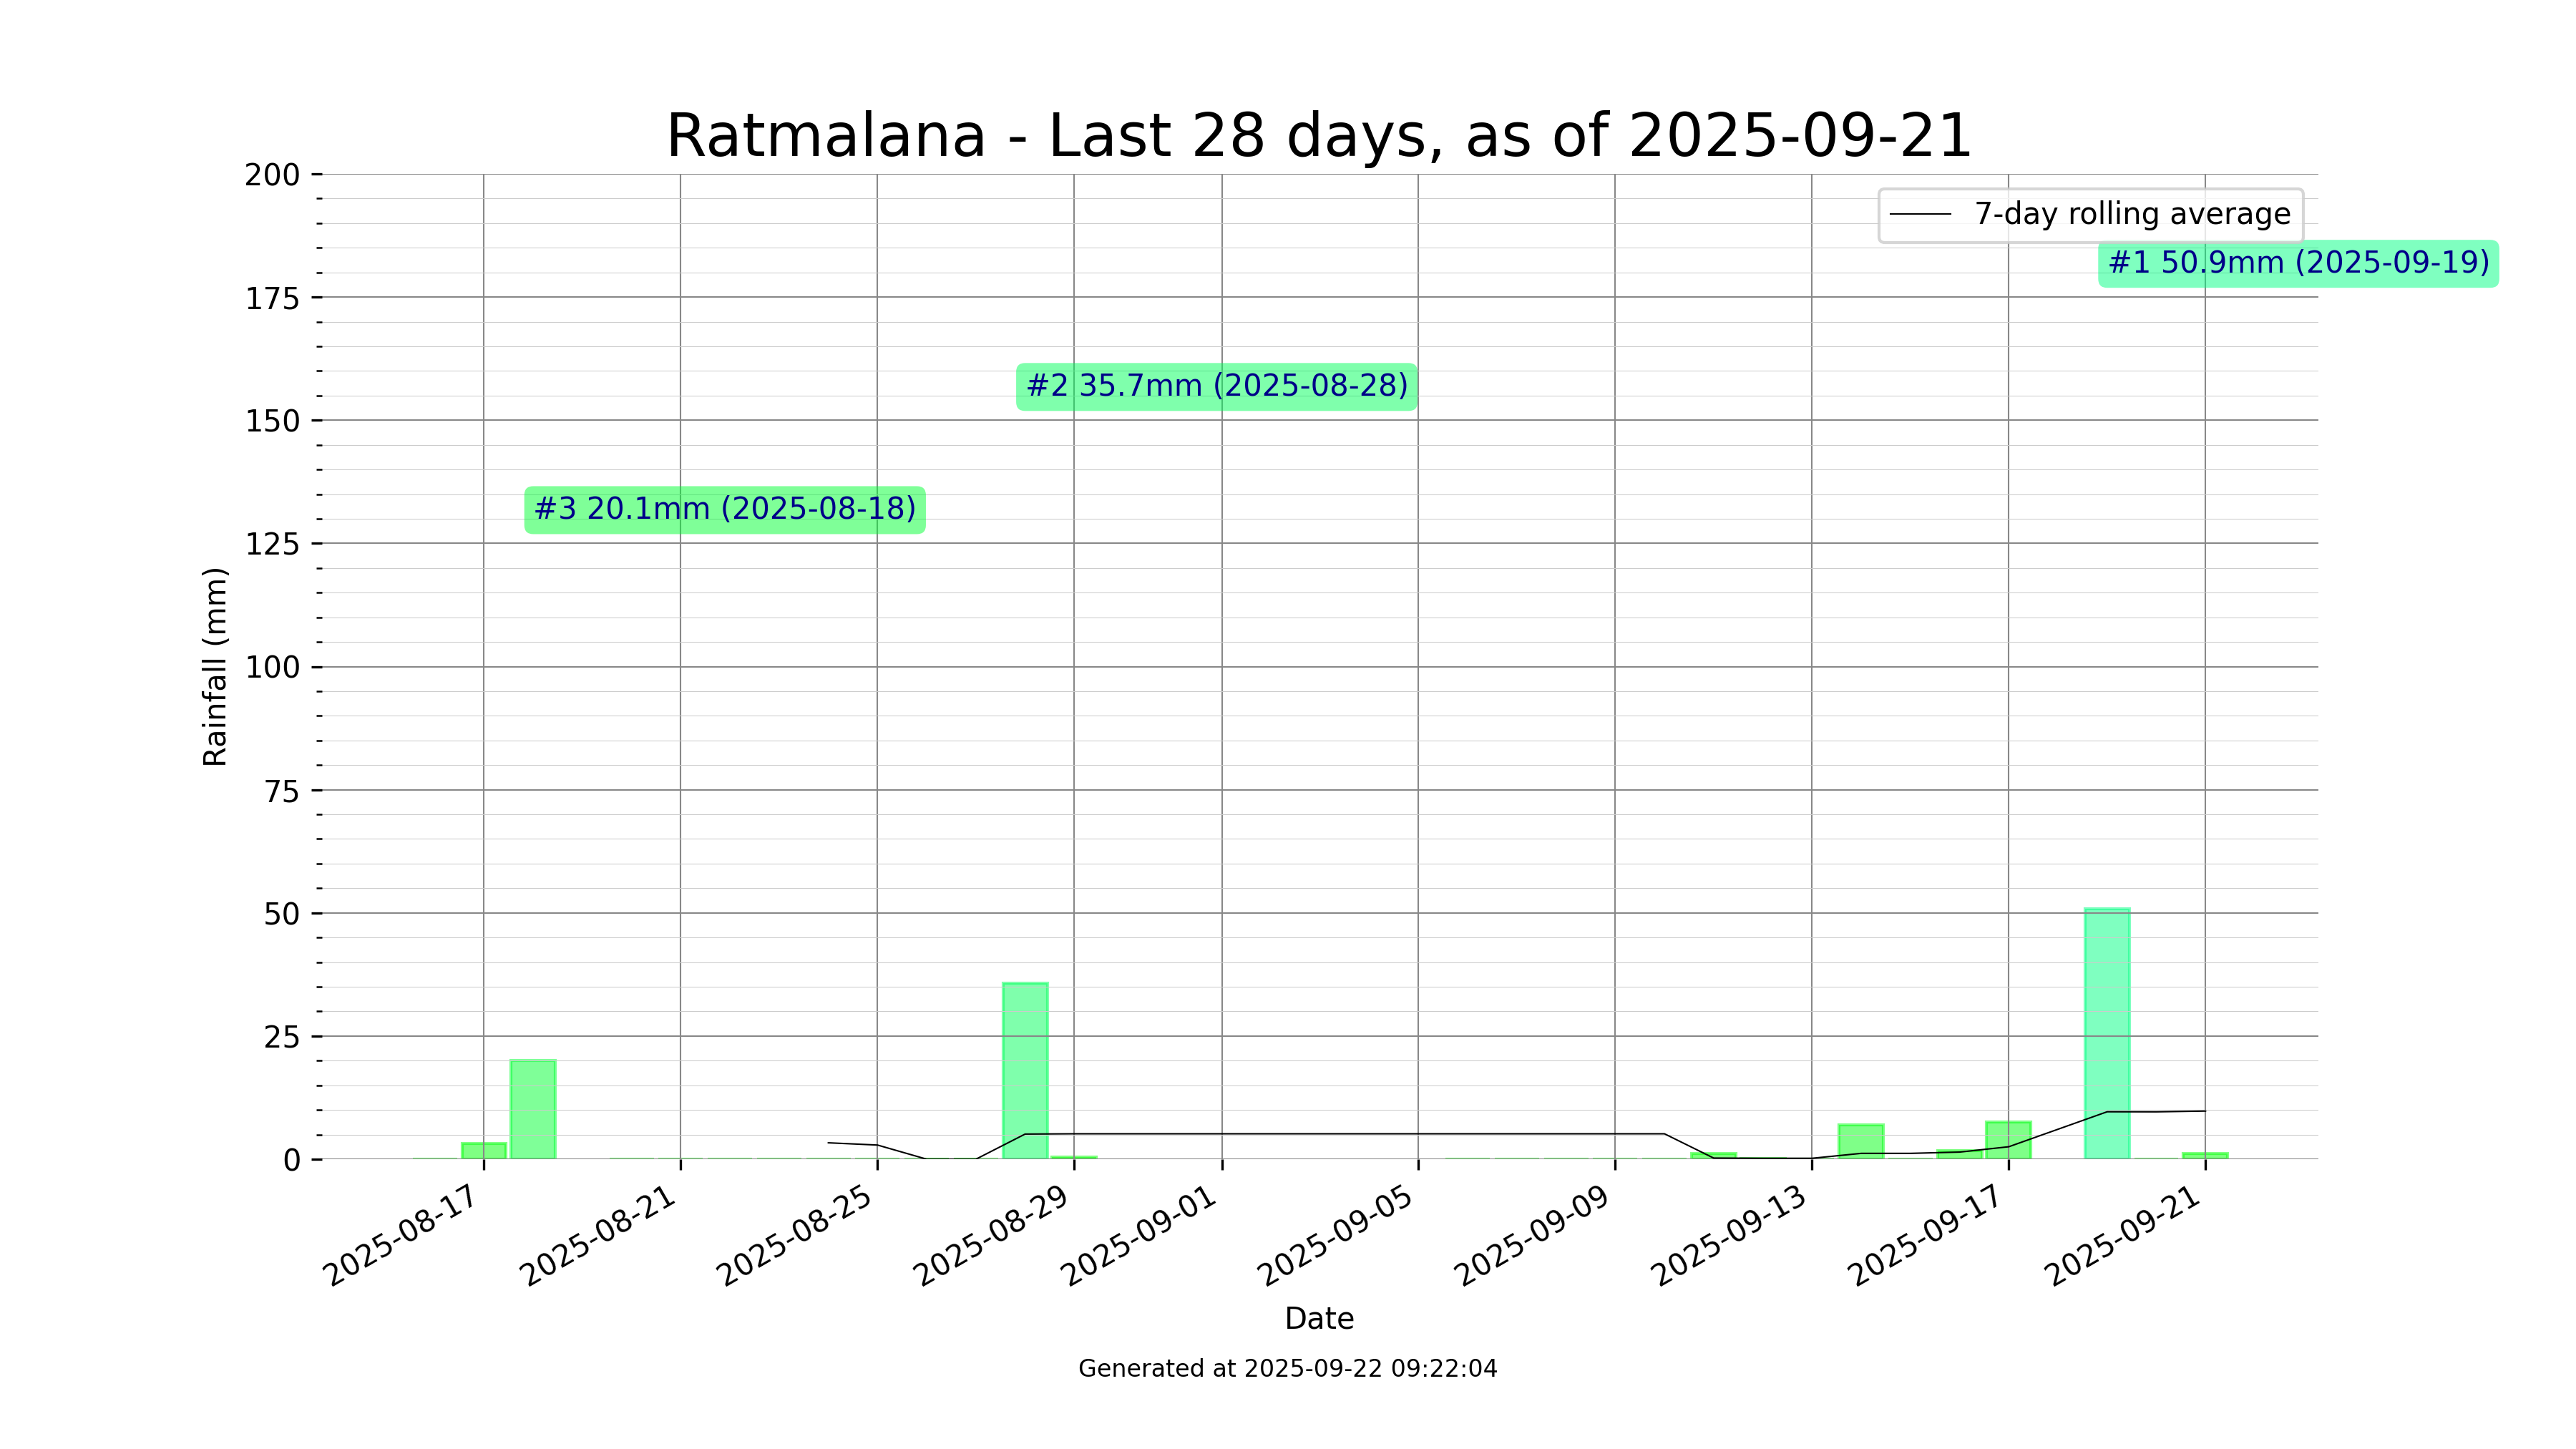 Ratmalana - Last 28 days, as of 2025-09-21
200
175
150
125
100
75
50
25
0
Rainfall (mm)
7-day rolling average
#1 50.9mm (2025-09-19)
#2 35.7mm (2025-08-28)
#3 20.1mm (2025-08-18)
2025-08-17
2025-08-21
2025-08-25
2025-08-29
2025-09-01
2025-09-05
2025-09-09
2025-09-13
2025-09-17
2025-09-21
Date
Generated at 2025-09-22 09:22:04